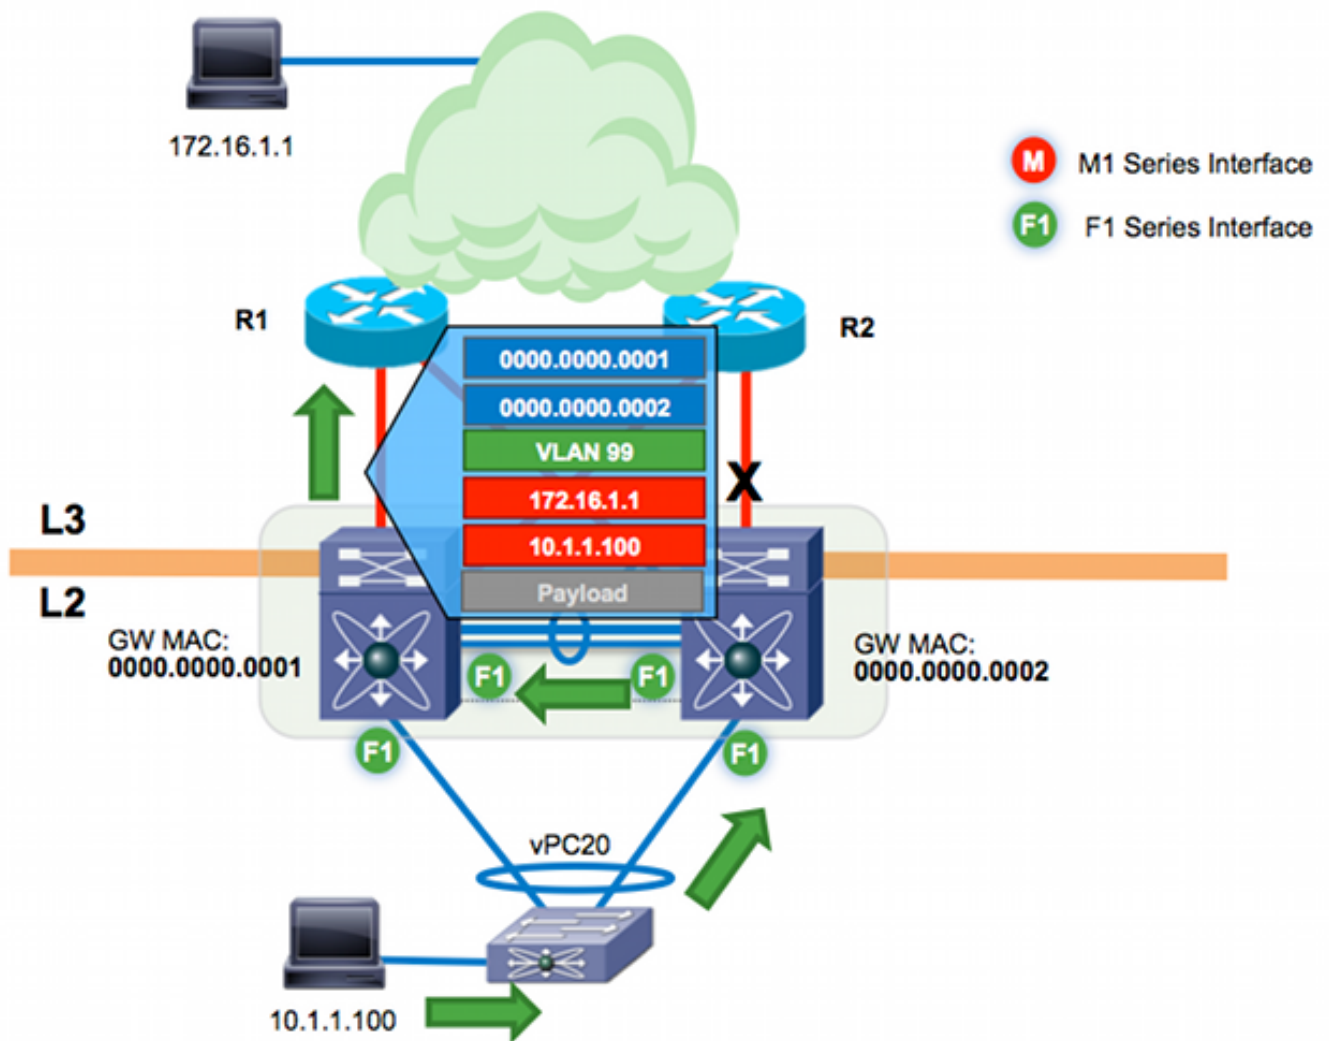 172.16.1.1
M
M1 Series Interface
F1
F1 Series Interface
R1
R2
0000.0000.0001
0000.0000.0002
VLAN 99
172.16.1.1
10.1.1.100
Payload
X
L3
L2
GW MAC:
0000.0000.0001
GW MAC:
0000.0000.0002
F1
F1
F1
F1
vPC20
10.1.1.100